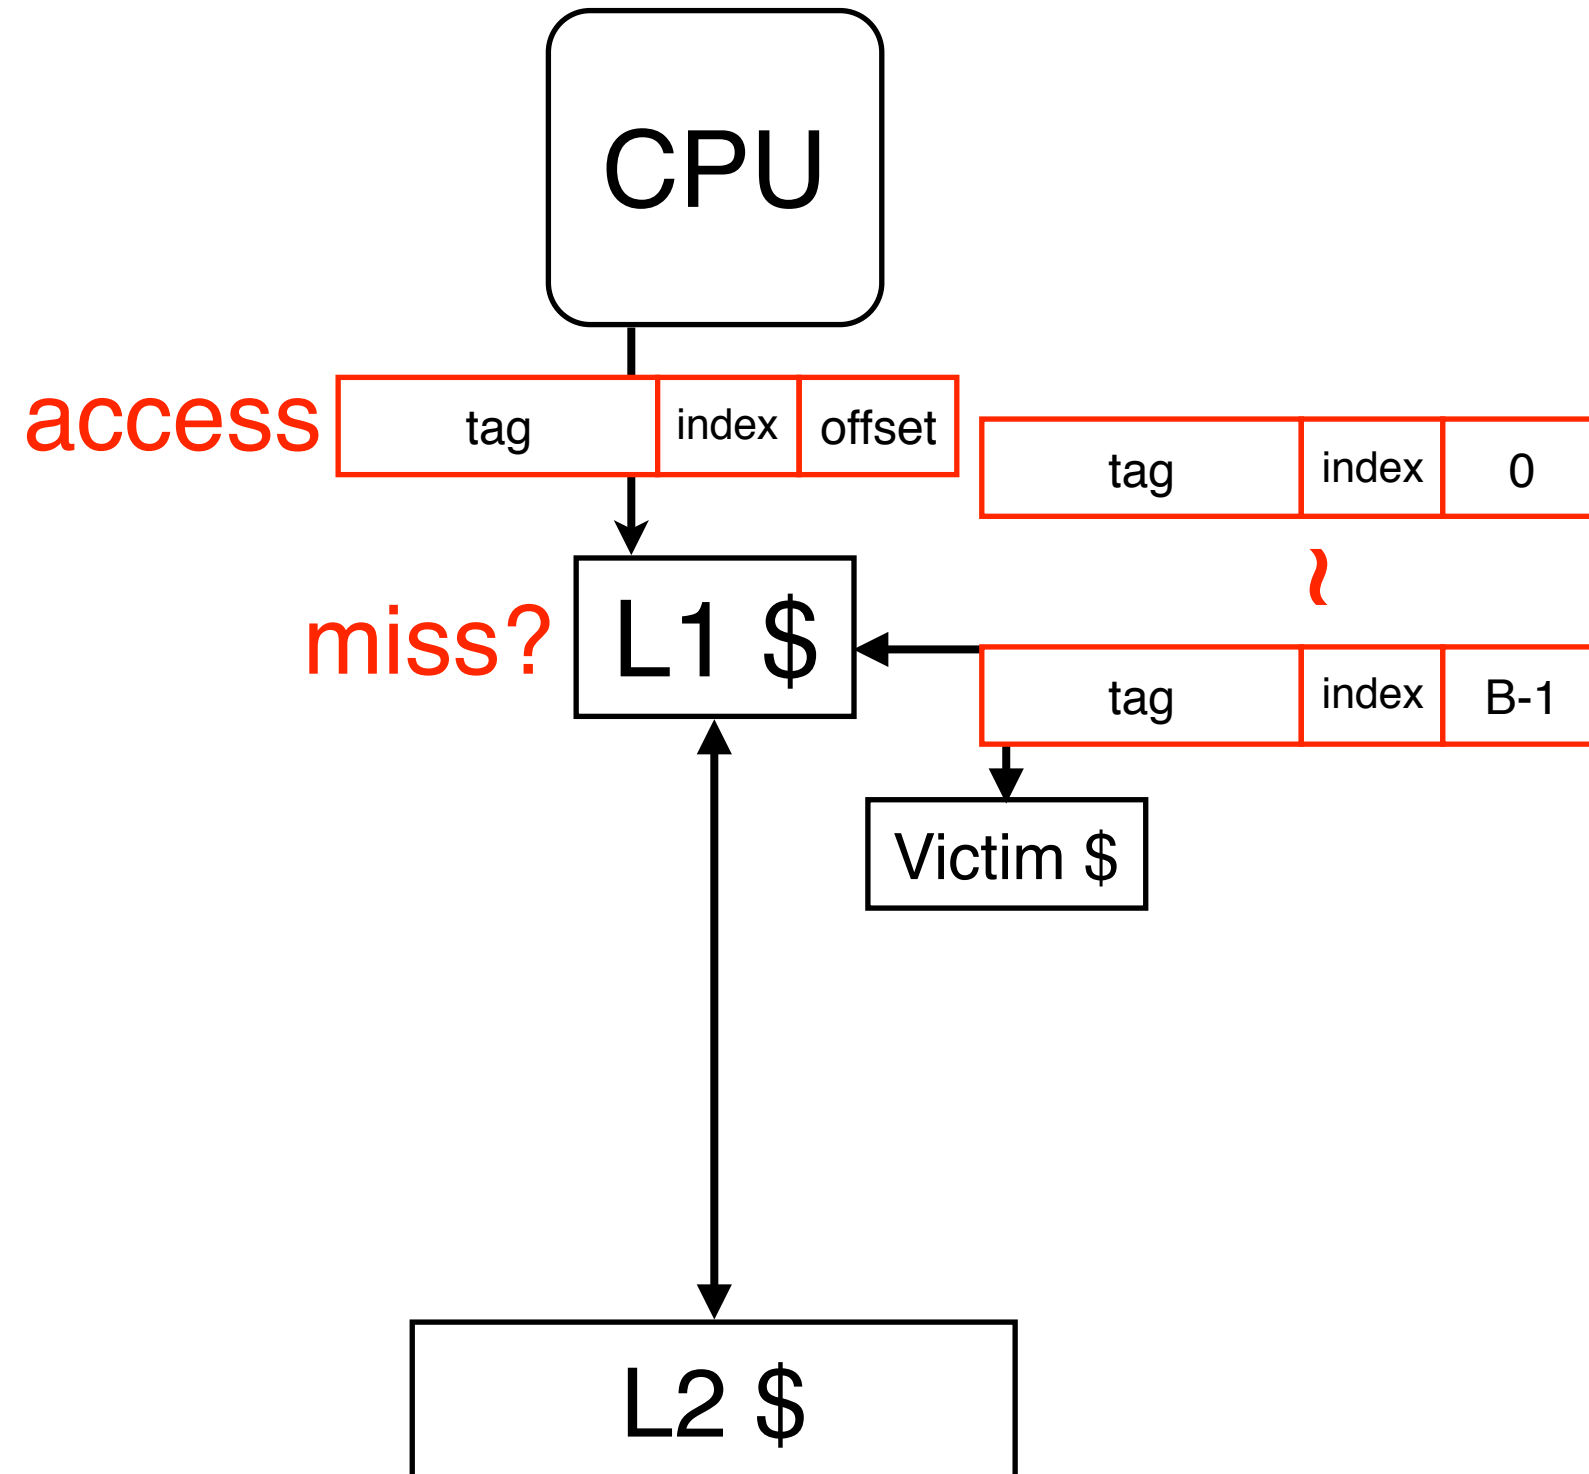 CPU
access tag index offset
tag index 0
~
miss? L1 $
tag index B-1
Victim $
L2 $